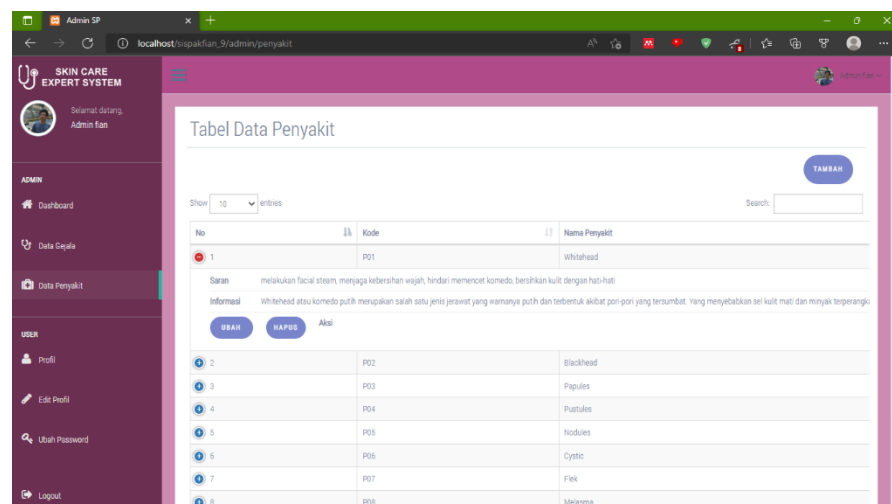 Admin SP
localhost/sispakfian_9/admin/penyakit
SKIN CARE
EXPERT SYSTEM
Selamat datang,
Admin fian
Admin fian
ADMIN
Dashboard
Data Gejala
Data Penyakit
USER
Profil
Edit Profil
Ubah Password
Logout
Tabel Data Penyakit
TAMBAH
Show 10 entries Search:
No Kode Nama Penyakit
1 P01 Whitehead
Saran melakukan facial steam, menjaga kebersihan wajah, hindari memencet komedo, bersihkan kulit dengan hati-hati
Informasi Whitehead atau komedo putih merupakan salah satu jenis jerawat yang warnanya putih dan terbentuk akibat pori-pori yang tersumbat. Yang menyebabkan sel kulit mati dan minyak terperangk
UBAH HAPUS Aksi
2 P02 Blackhead
3 P03 Papules
4 P04 Pustules
5 P05 Nodules
6 P06 Cystic
7 P07 Flek
8 P08 Melasma